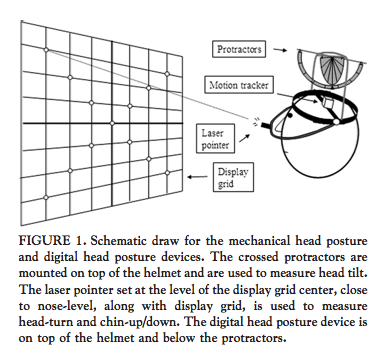 Protractors
Motion tracker
Laser
pointer
Display
grid
FIGURE 1. Schematic draw for the mechanical head posture
and digital head posture devices. The crossed protractors are
mounted on top of the helmet and are used to measure head tilt.
The laser pointer set at the level of the display grid center, close
to nose-level, along with display grid, is used to measure
head-turn and chin-up/down. The digital head posture device is
on top of the helmet and below the protractors.